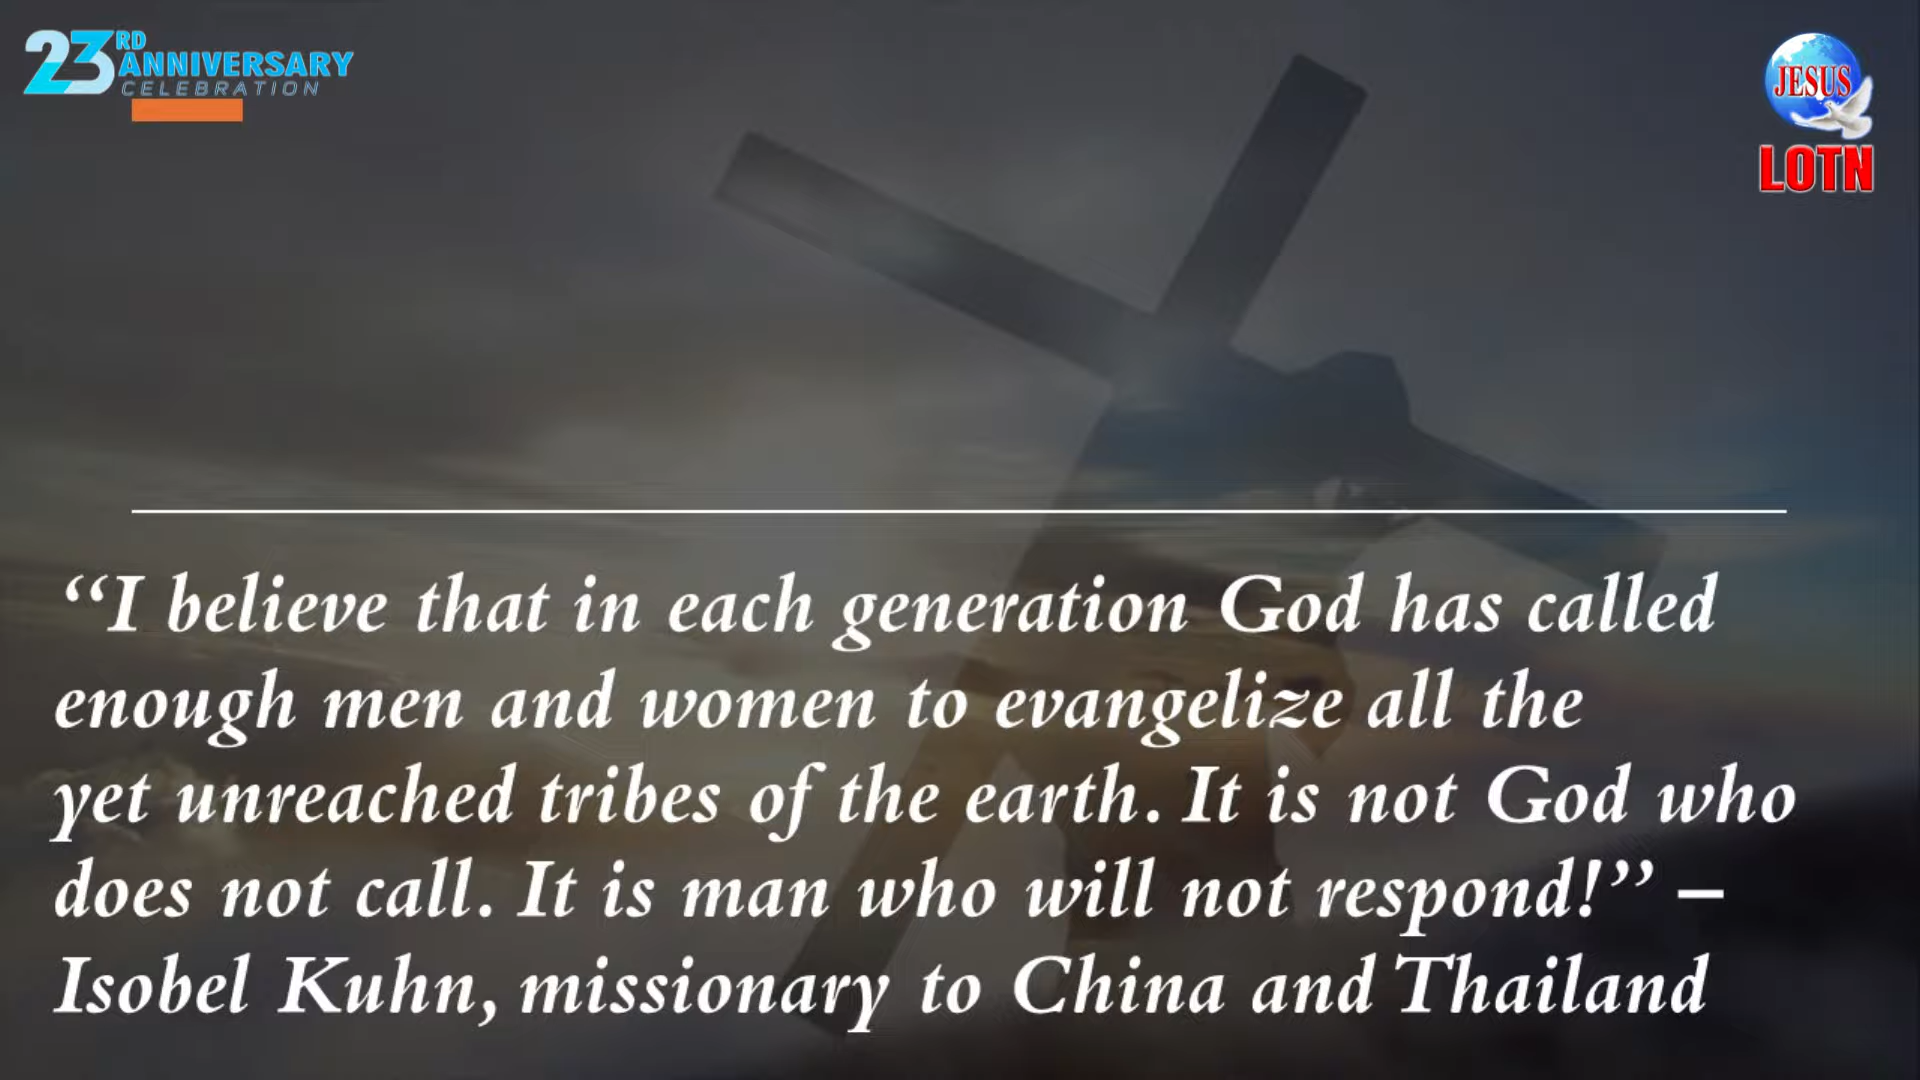 23RD
ANNIVERSARY
CELEBRATION
JESUS
LOTN
“I believe that in each generation God has called
enough men and women to evangelize all the
yet unreached tribes of the earth. It is not God who
does not call. It is man who will not respond!” –
Isobel Kuhn, missionary to China and Thailand